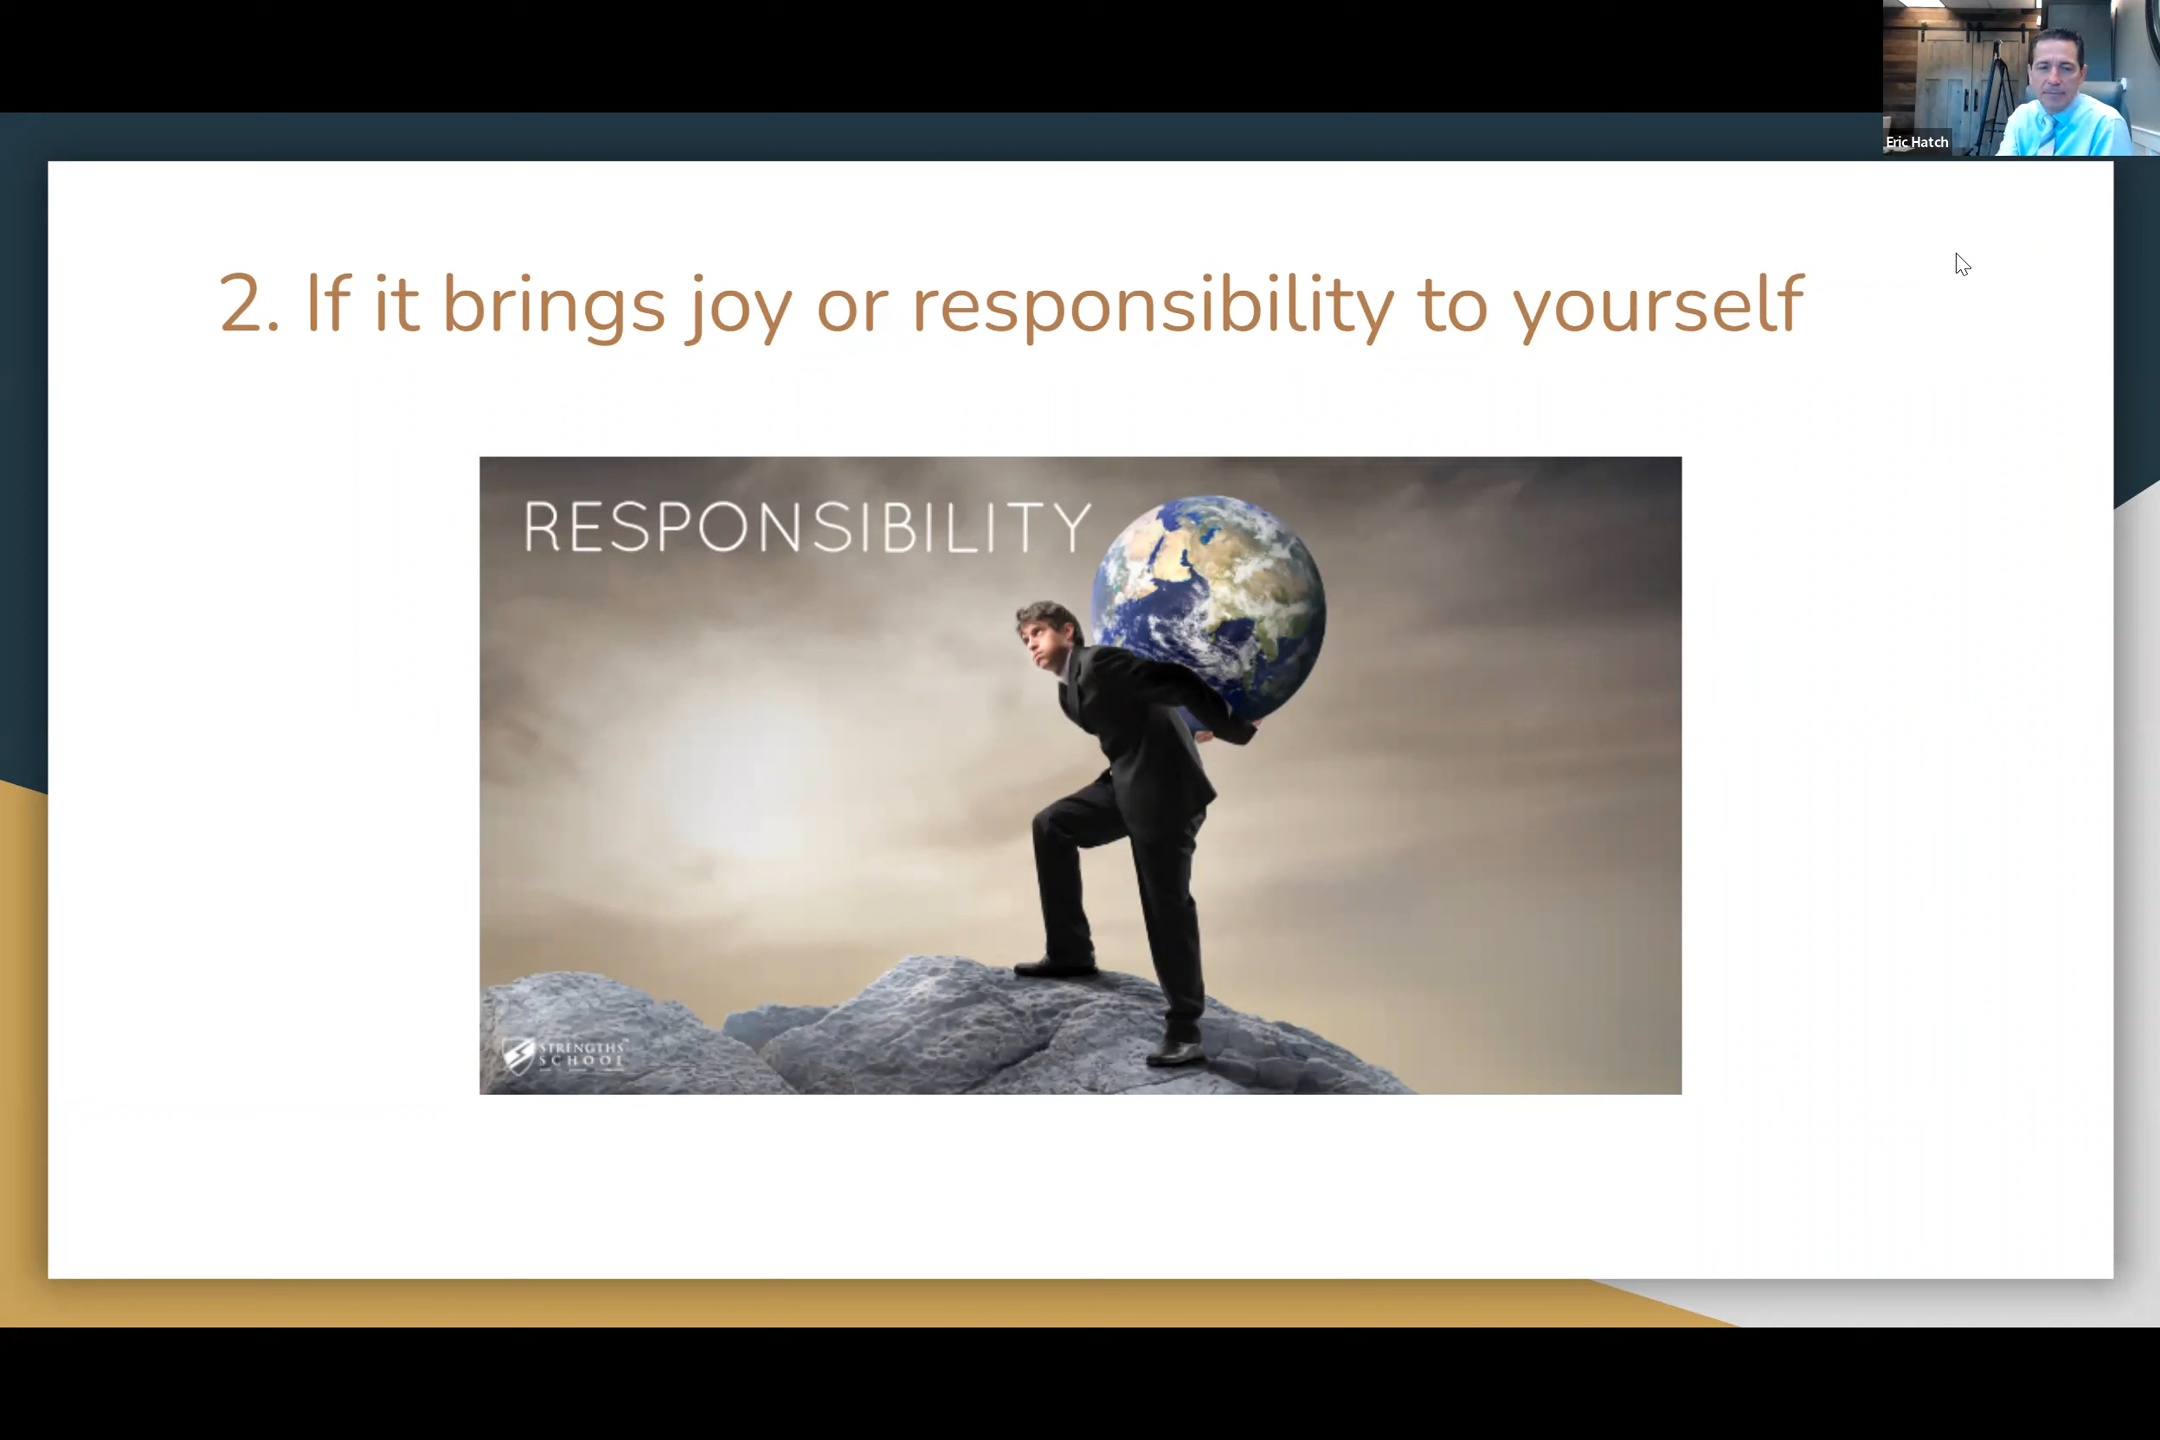 Eric Hatch
2. If it brings joy or responsibility to yourself
RESPONSIBILITY
STRENGTHS
SCHOOL